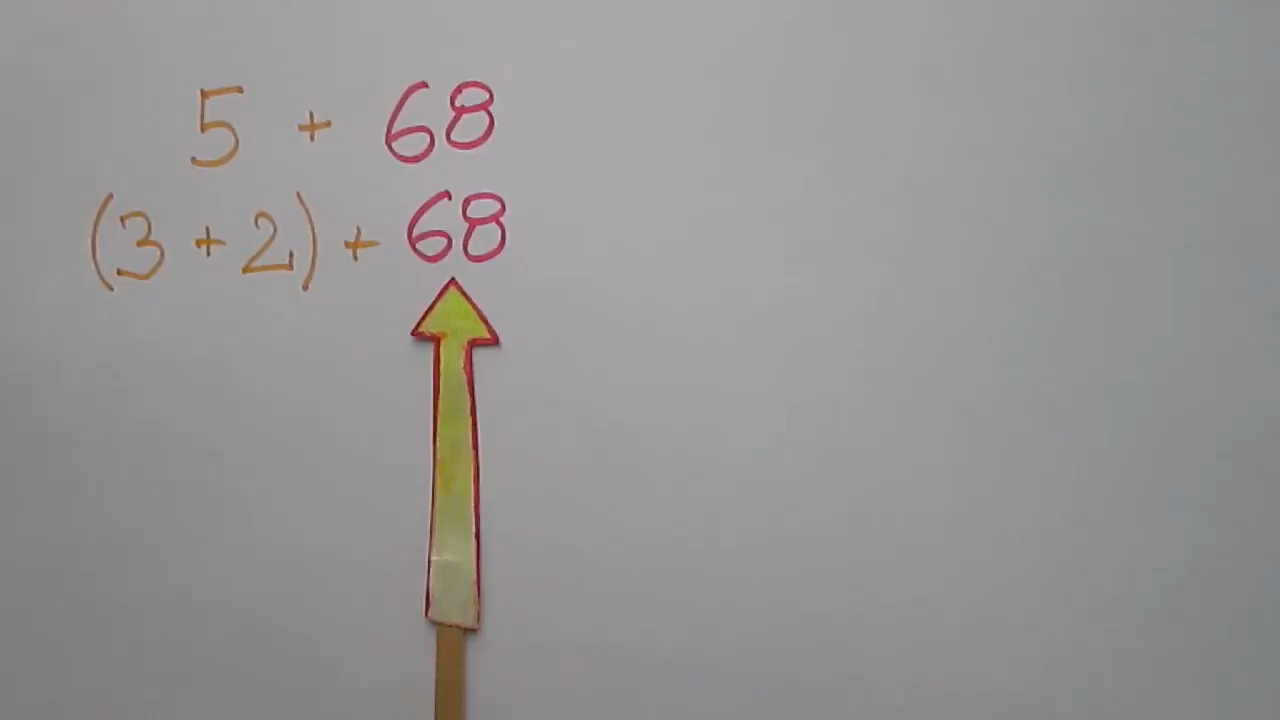 5 + 68
(3 + 2) + 68